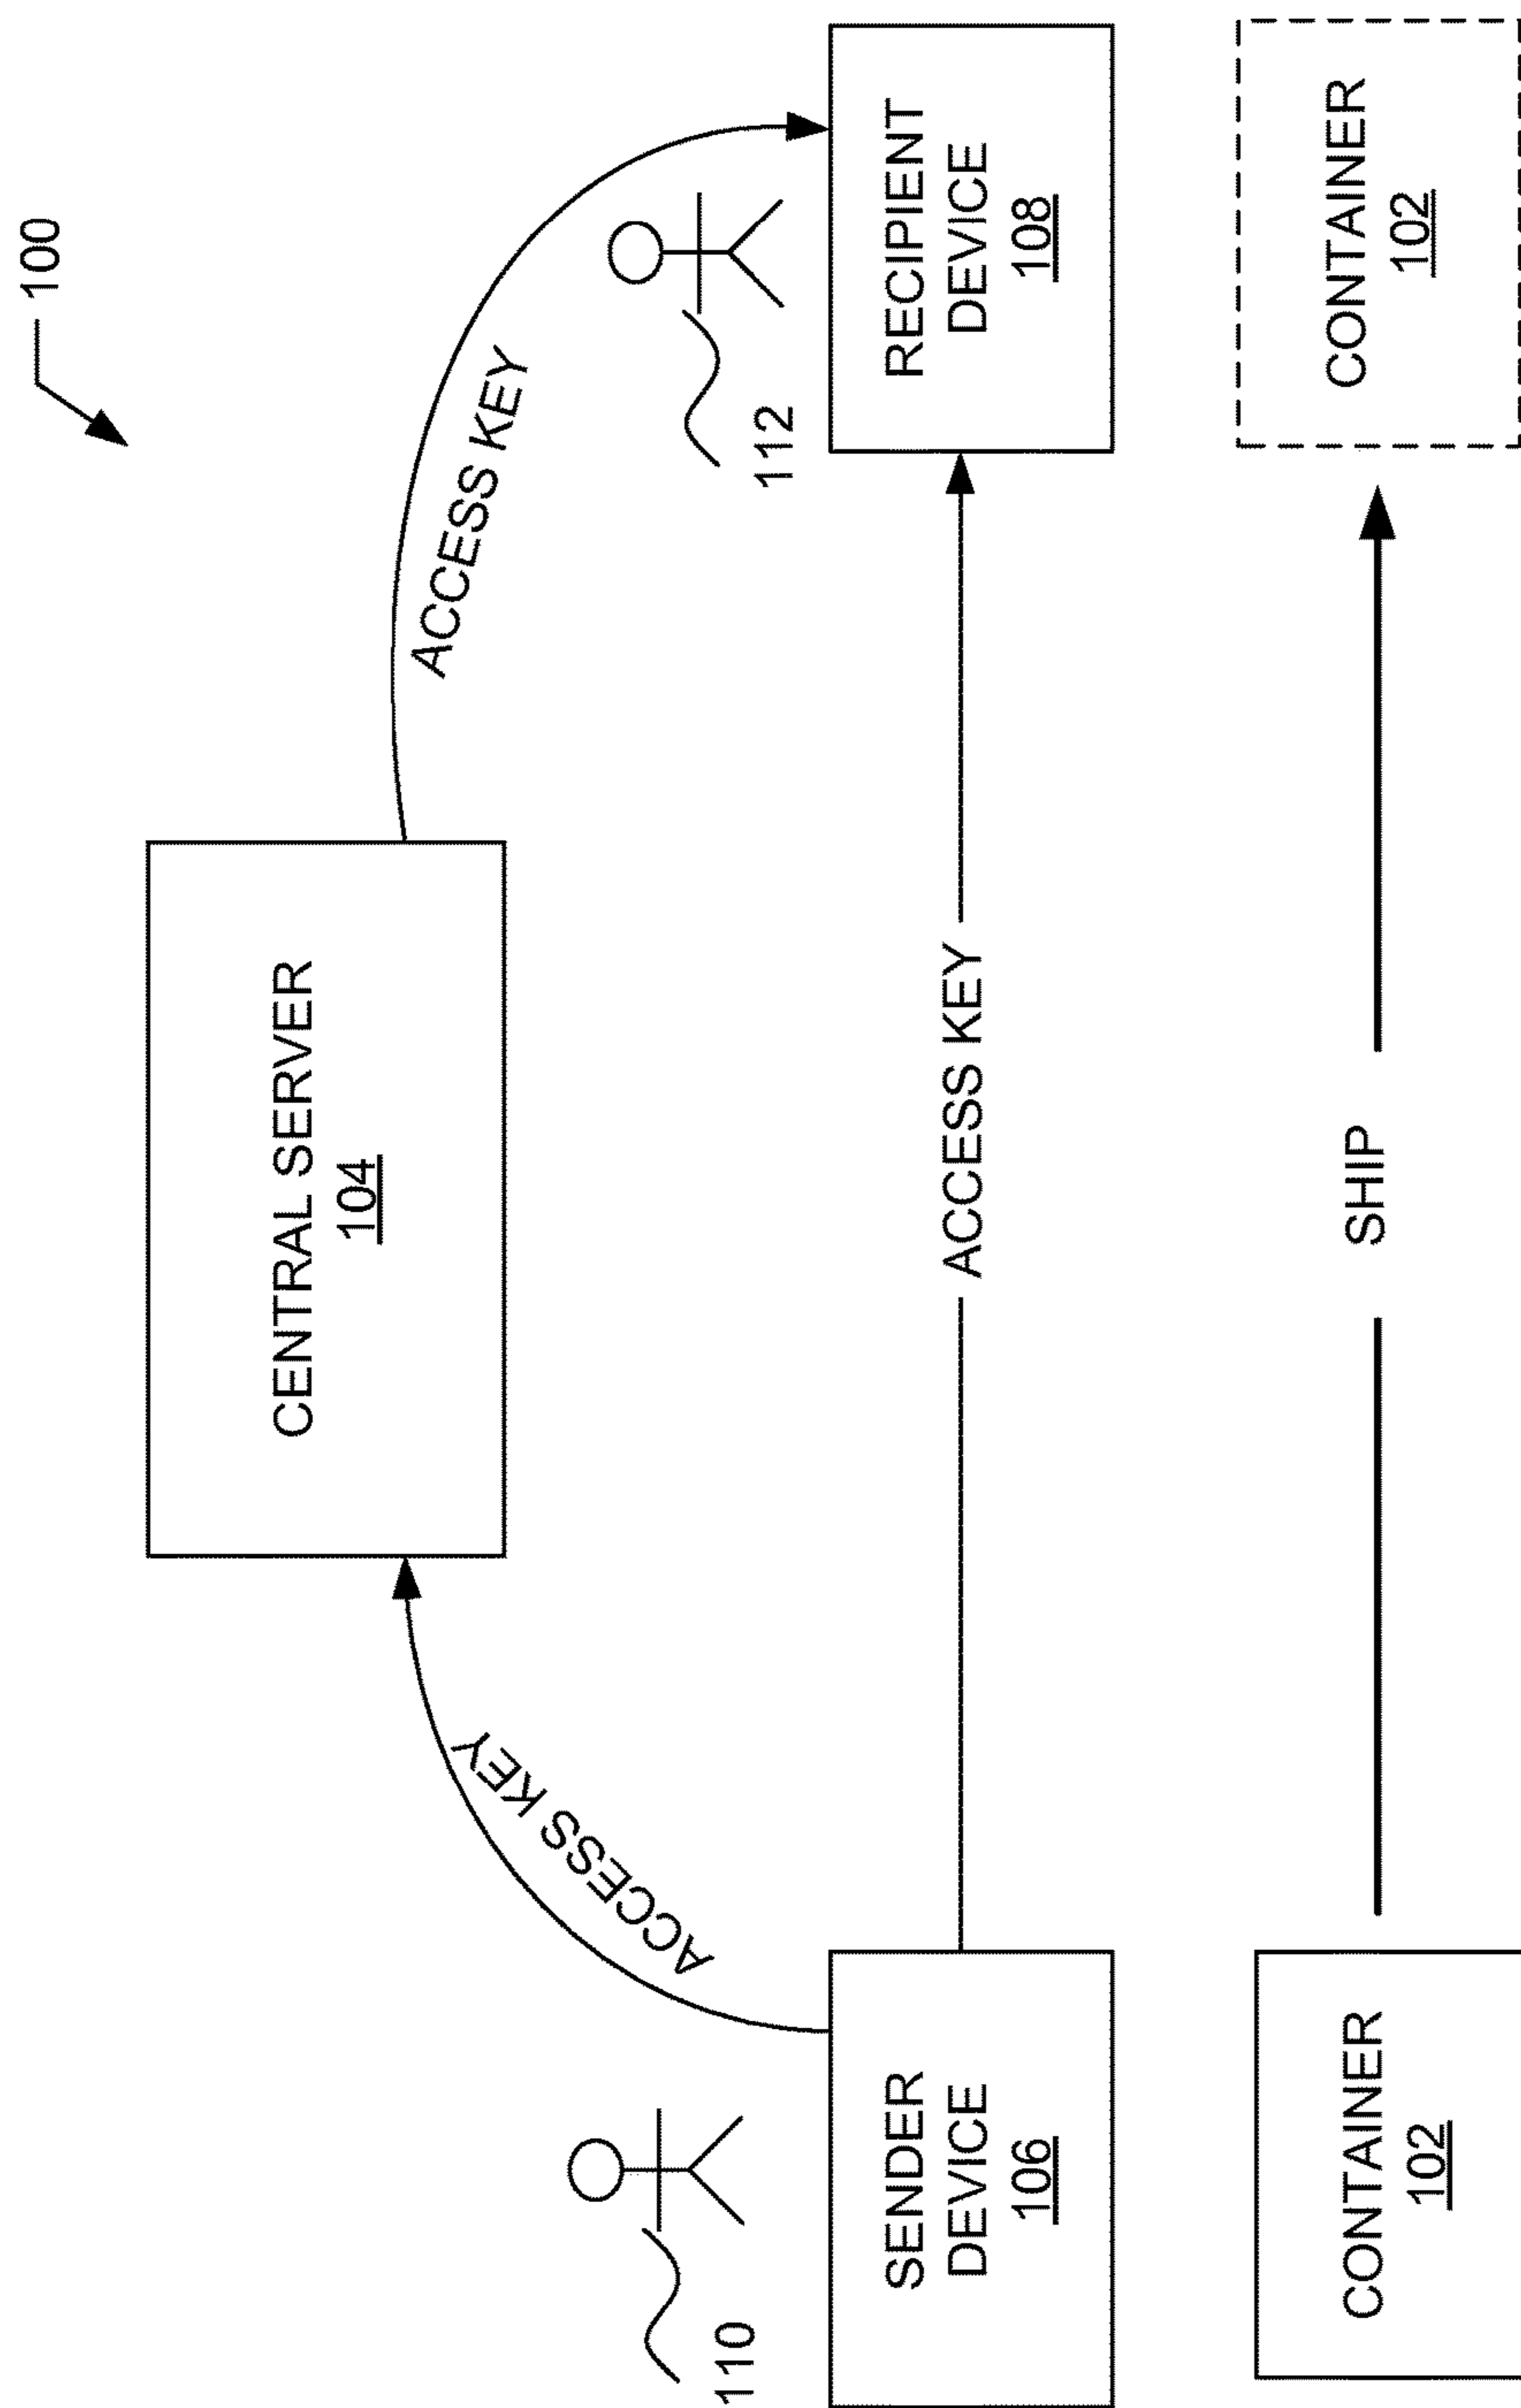 100
CENTRAL SERVER
104
ACCESS KEY
ACCESS KEY
110
112
SENDER
DEVICE
106
ACCESS KEY
RECIPIENT
DEVICE
108
CONTAINER
102
SHIP
CONTAINER
102